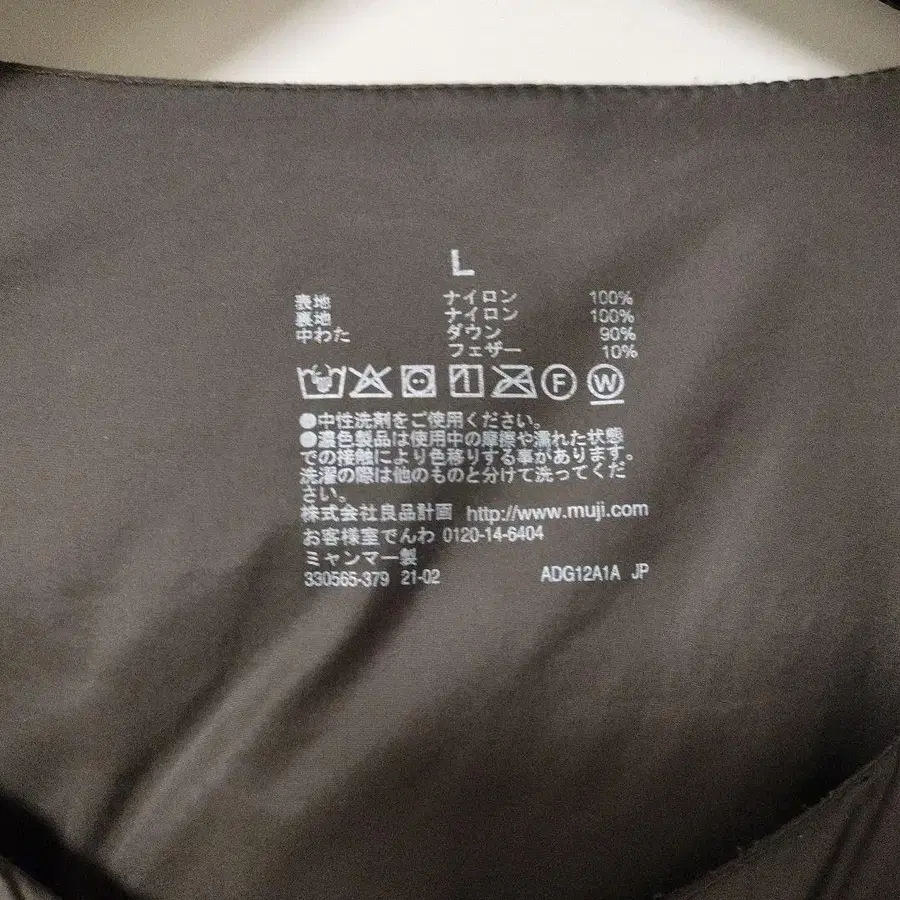 L
表地 ナイロン 100%
裏地 ナイロン 100%
中わた ダウン 90%
フェザー 10%
F W
●中性洗剤をご使用ください。
●濃色製品は使用中の摩擦や濡れた状態
での接触により色移りする事があります。
洗濯の際は他のものと分けて洗ってくだ
さい。
株式会社良品計画 http://www.muji.com
お客様室でんわ 0120-14-6404
ミャンマー製
330565-379 21-02 ADG12A1A JP